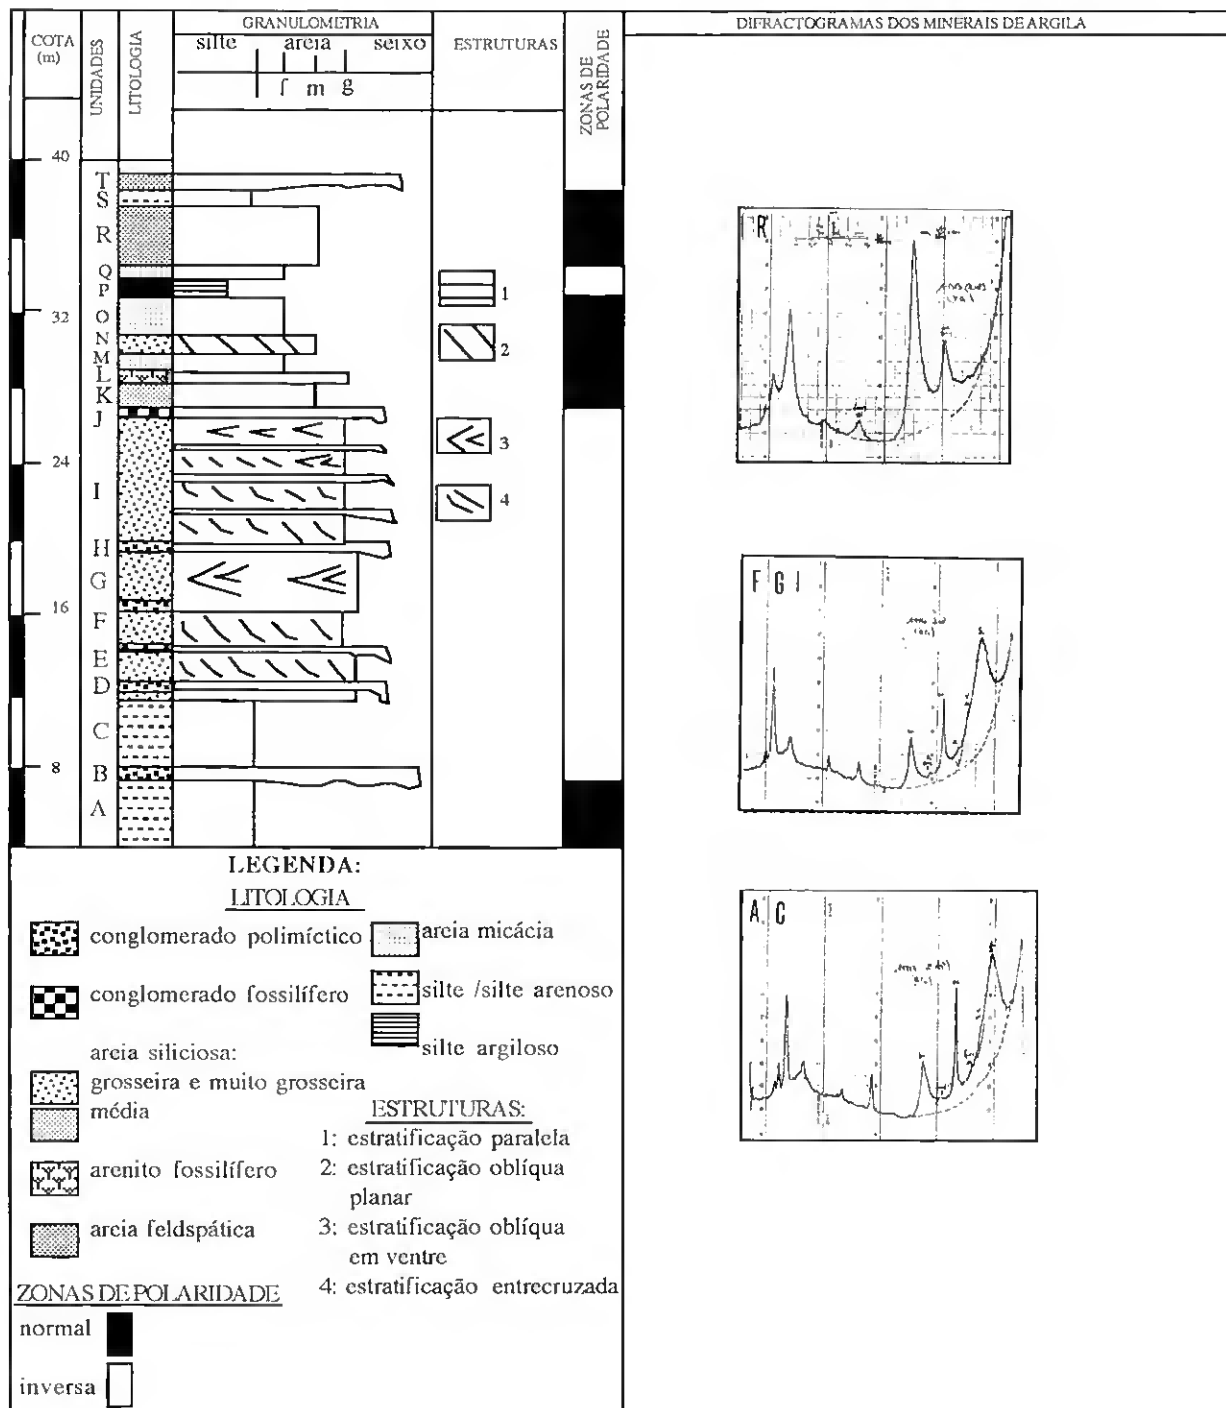 GRANULOMETRIA
DIFRACTOGRAMAS DOS MINERAIS DE ARGILA
COTA
(m)
UNIDADES
LITOLOGIA
silte areia seixo
f m g
ESTRUTURAS
ZONAS DE
POLARIDADE
40
T
S
R
Q
P
O
32
N
M
L
K
J
24
I
H
G
16
F
E
D
C
8
B
A
1
2
3
4
R
F G I
A C
LEGENDA:
LITOLOGIA
conglomerado polimíctico
conglomerado fossilífero
areia siliciosa:
grosseira e muito grosseira
média
arenito fossilífero
arcia feldspática
areia micácia
silte /silte arenoso
silte argiloso
ESTRUTURAS:
1: estratificação paralela
2: estratificação oblíqua
planar
3: estratificação oblíqua
em ventre
4: estratificação entrecruzada
ZONAS DE POLARIDADE
normal
inversa